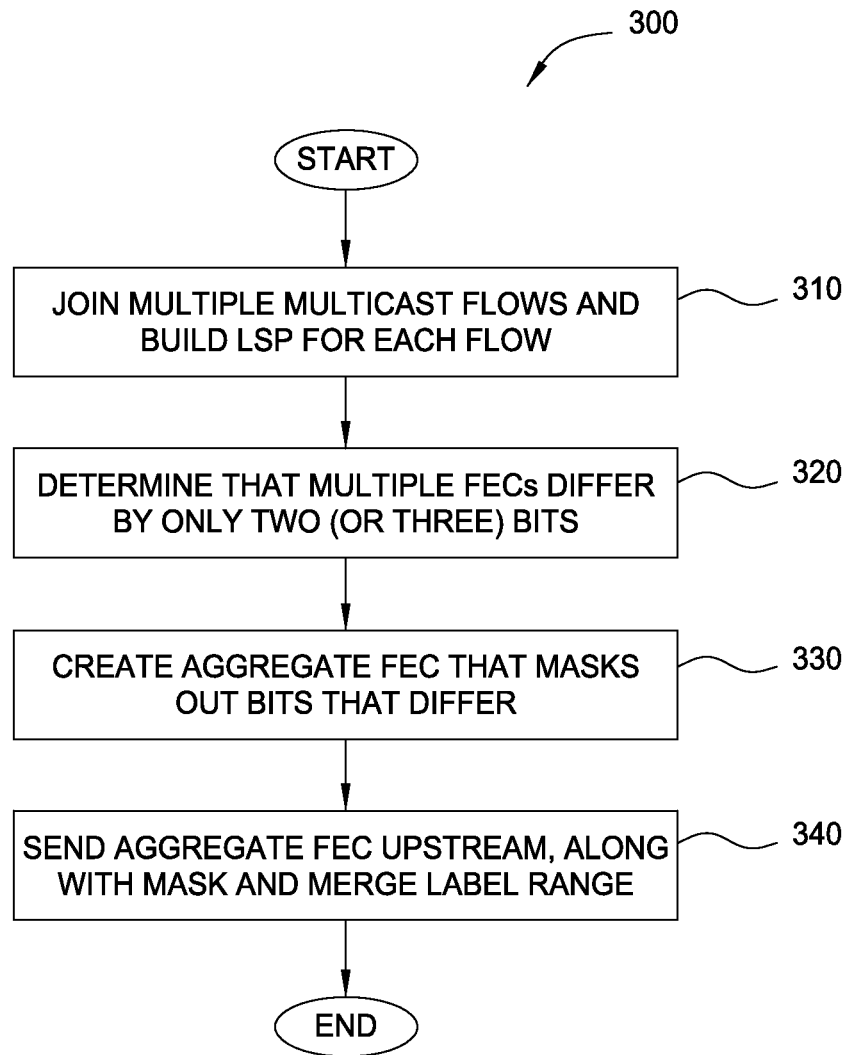 300
START
JOIN MULTIPLE MULTICAST FLOWS AND
BUILD LSP FOR EACH FLOW
310
DETERMINE THAT MULTIPLE FECs DIFFER
BY ONLY TWO (OR THREE) BITS
320
CREATE AGGREGATE FEC THAT MASKS
OUT BITS THAT DIFFER
330
SEND AGGREGATE FEC UPSTREAM, ALONG
WITH MASK AND MERGE LABEL RANGE
340
END